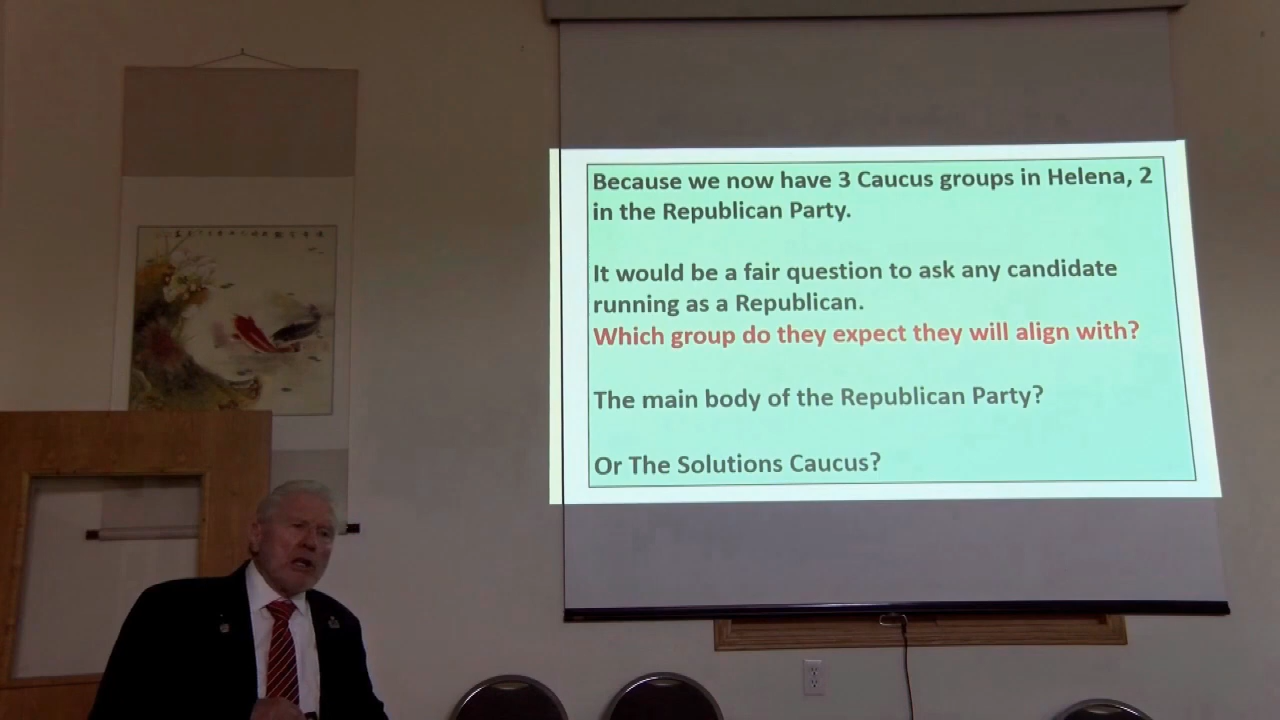 Because we now have 3 Caucus groups in Helena, 2
in the Republican Party.
It would be a fair question to ask any candidate
running as a Republican.
Which group do they expect they will align with?
The main body of the Republican Party?
Or The Solutions Caucus?